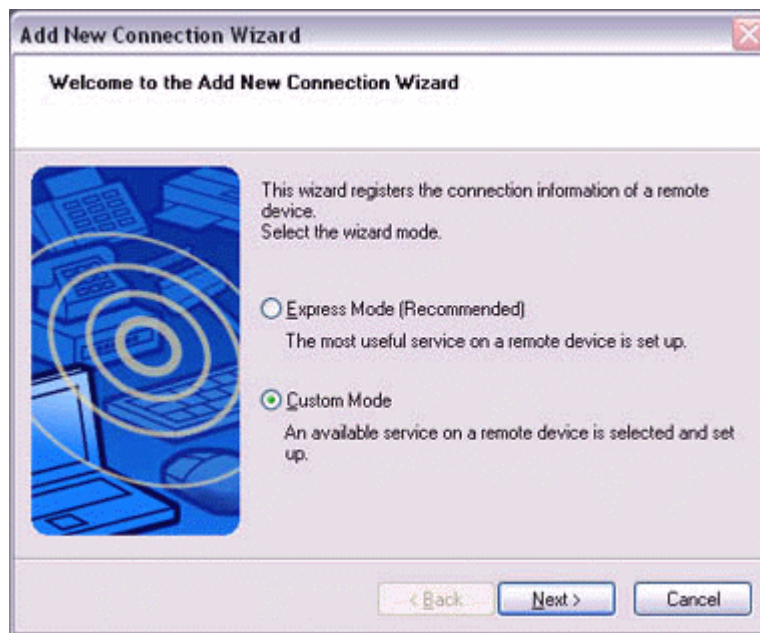 Add New Connection Wizard
Welcome to the Add New Connection Wizard
This wizard registers the connection information of a remote
device.
Select the wizard mode.
Express Mode (Recommended)
The most useful service on a remote device is set up.
Custom Mode
An available service on a remote device is selected and set
up.
< Back
Next >
Cancel